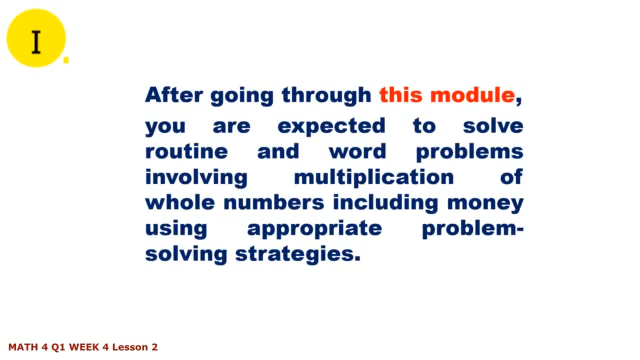 I
After going through this module,
you are expected to solve
routine and word problems
involving multiplication of
whole numbers including money
using appropriate problem-
solving strategies.
MATH 4 Q1 WEEK 4 Lesson 2